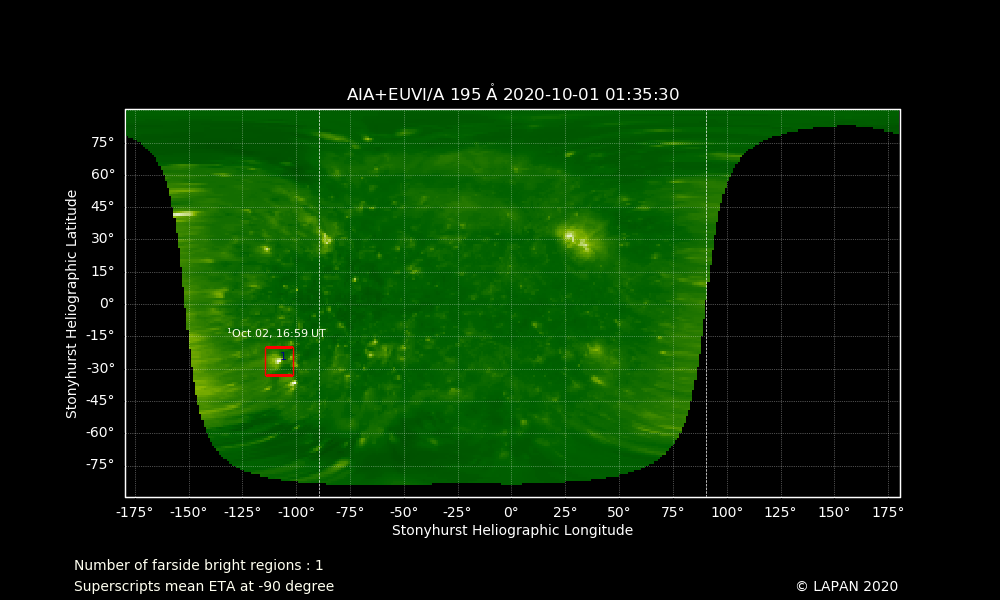 AIA+EUVI/A 195 Å 2020-10-01 01:35:30
Stonyhurst Heliographic Latitude
75°
60°
45°
30°
15°
0°
-15°
-30°
-45°
-60°
-75°
¹Oct 02, 16:59 UT
1
-175° -150° -125° -100° -75° -50° -25° 0° 25° 50° 75° 100° 125° 150° 175°
Stonyhurst Heliographic Longitude
Number of farside bright regions : 1
Superscripts mean ETA at -90 degree
© LAPAN 2020